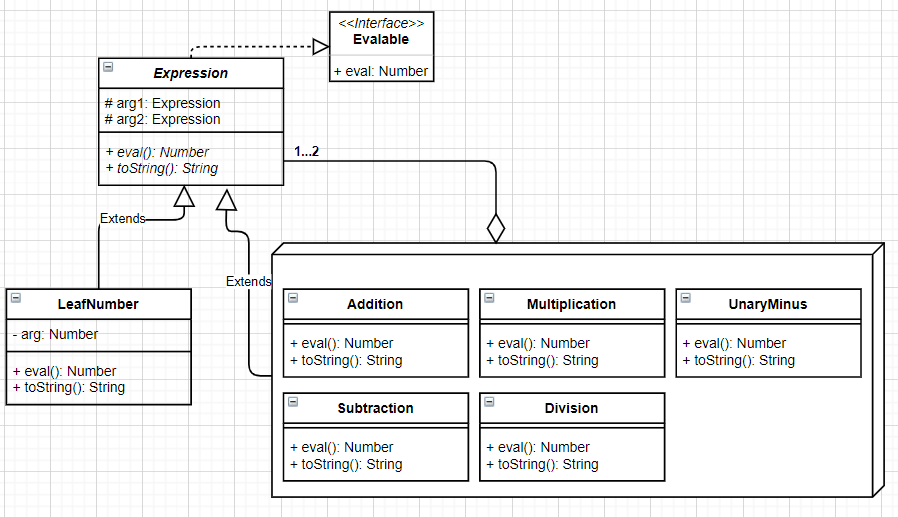 <<Interface>>
Evalable
+ eval: Number
Expression
# arg1: Expression
# arg2: Expression
+ eval(): Number
+ toString(): String
1...2
Extends
Extends
LeafNumber
- arg: Number
+ eval(): Number
+ toString(): String
Addition
+ eval(): Number
+ toString(): String
Multiplication
+ eval(): Number
+ toString(): String
UnaryMinus
+ eval(): Number
+ toString(): String
Subtraction
+ eval(): Number
+ toString(): String
Division
+ eval(): Number
+ toString(): String